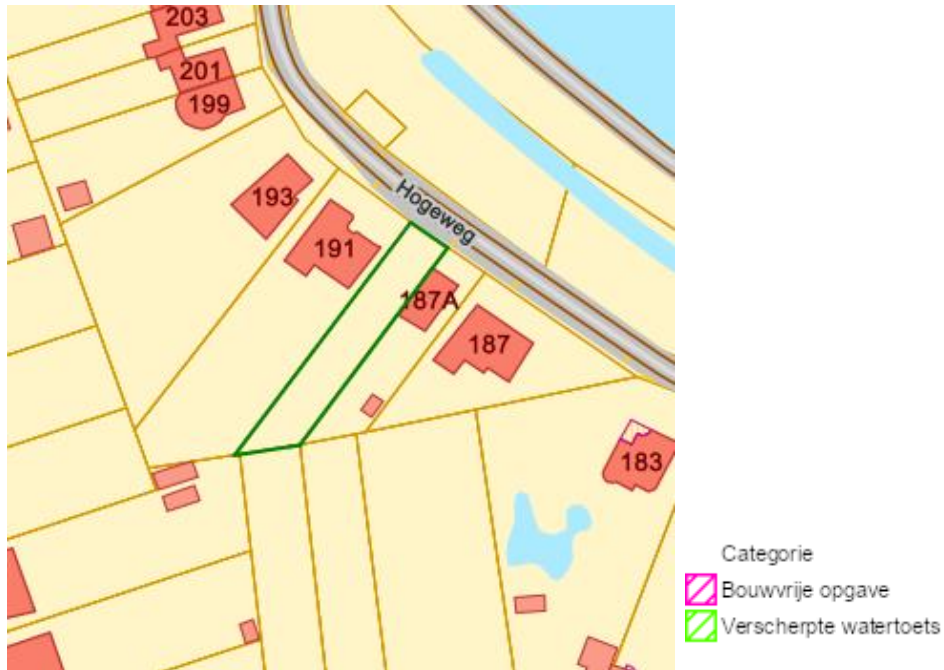 203
201
199
193
Hogeweg
191
187A
187
183
Categorie
Bouwvrije opgave
Verscherpte watertoets